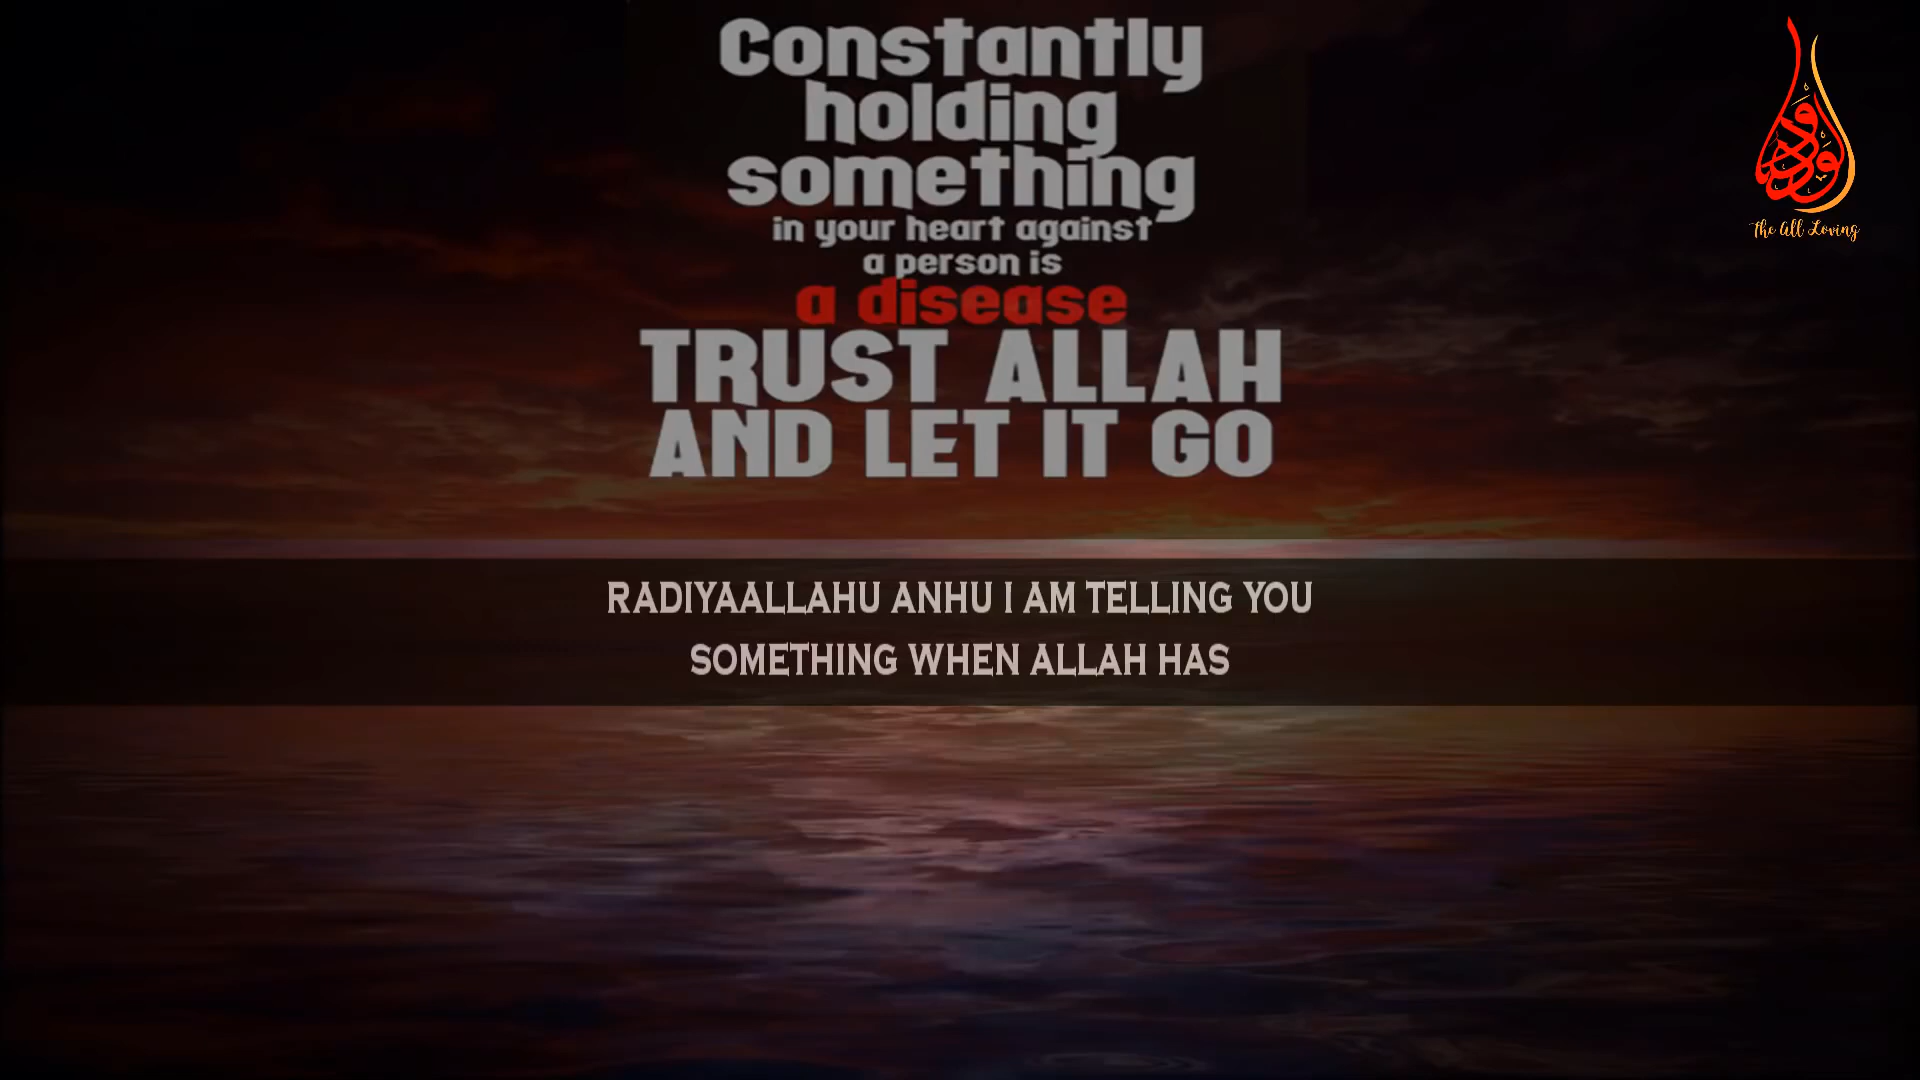 Constantly
holding
something
in your heart against
a person is
a disease
TRUST ALLAH
AND LET IT GO
The All Loving
RADIYAALLAHU ANHU I AM TELLING YOU
SOMETHING WHEN ALLAH HAS